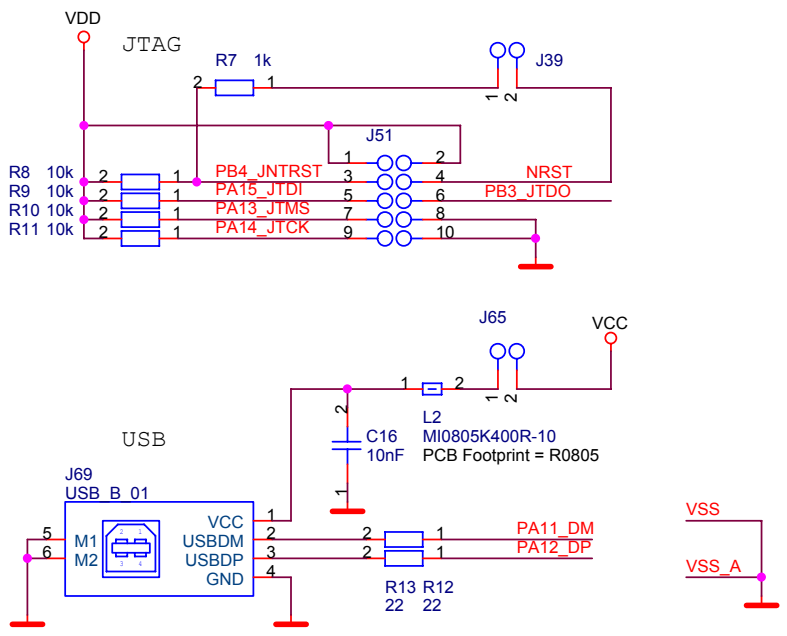 VDD
JTAG
R7 1k
J39
2 1
1 2
J51
1 2
R8 10k 2 1 PB4_JNTRST 3 4 NRST
R9 10k 2 1 PA15_JTDI 5 6 PB3_JTDO
R10 10k 2 1 PA13_JTMS 7 8
R11 10k 2 1 PA14_JTCK 9 10
J65
VCC
1 2
1 2
L2
MI0805K400R-10
PCB Footprint = R0805
2
C16
10nF
1
USB
J69
USB_B_01
VCC 1
5 M1 USBDM 2 2 1 PA11_DM
6 M2 USBDP 3 2 1 PA12_DP
GND 4
2 1
3 4
R13 R12
22 22
VSS
VSS_A